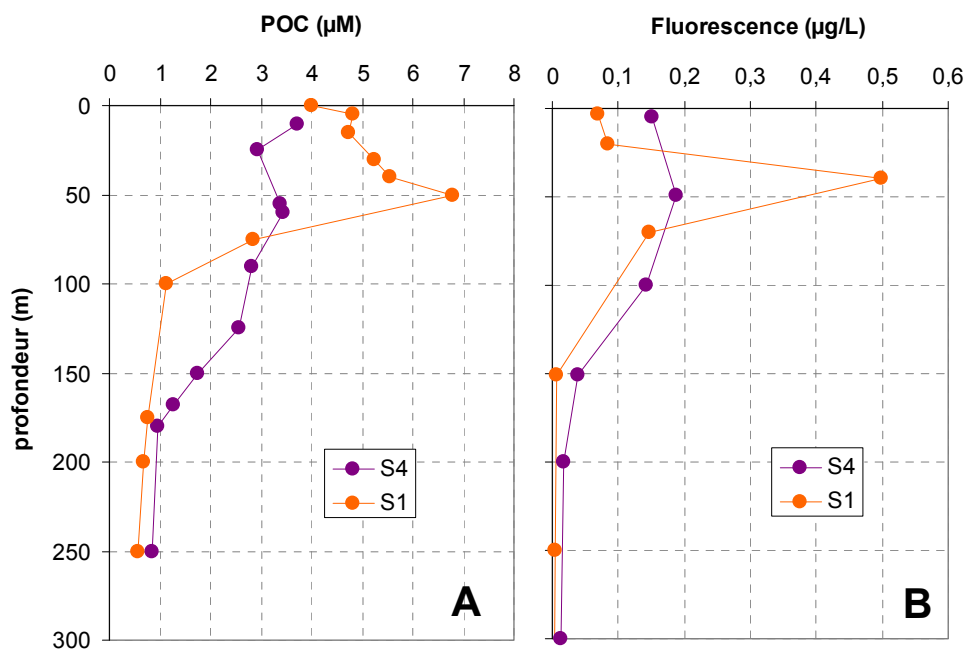 POC (µM)
0 1 2 3 4 5 6 7 8
profondeur (m)
0
50
100
150
200
250
300
S4
S1
A
Fluorescence (µg/L)
0 0,1 0,2 0,3 0,4 0,5 0,6
S4
S1
B